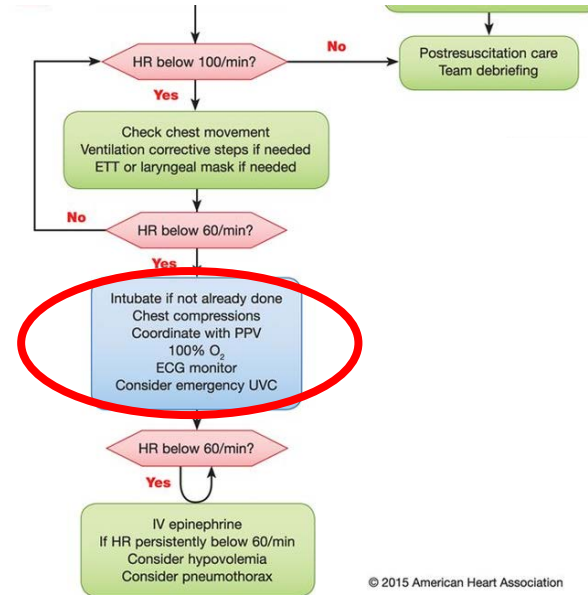 HR below 100/min?
No
Postresuscitation care
Team debriefing
Yes
Check chest movement
Ventilation corrective steps if needed
ETT or laryngeal mask if needed
No
HR below 60/min?
Yes
Intubate if not already done
Chest compressions
Coordinate with PPV
100% O₂
ECG monitor
Consider emergency UVC
HR below 60/min?
Yes
IV epinephrine
If HR persistently below 60/min
Consider hypovolemia
Consider pneumothorax
© 2015 American Heart Association